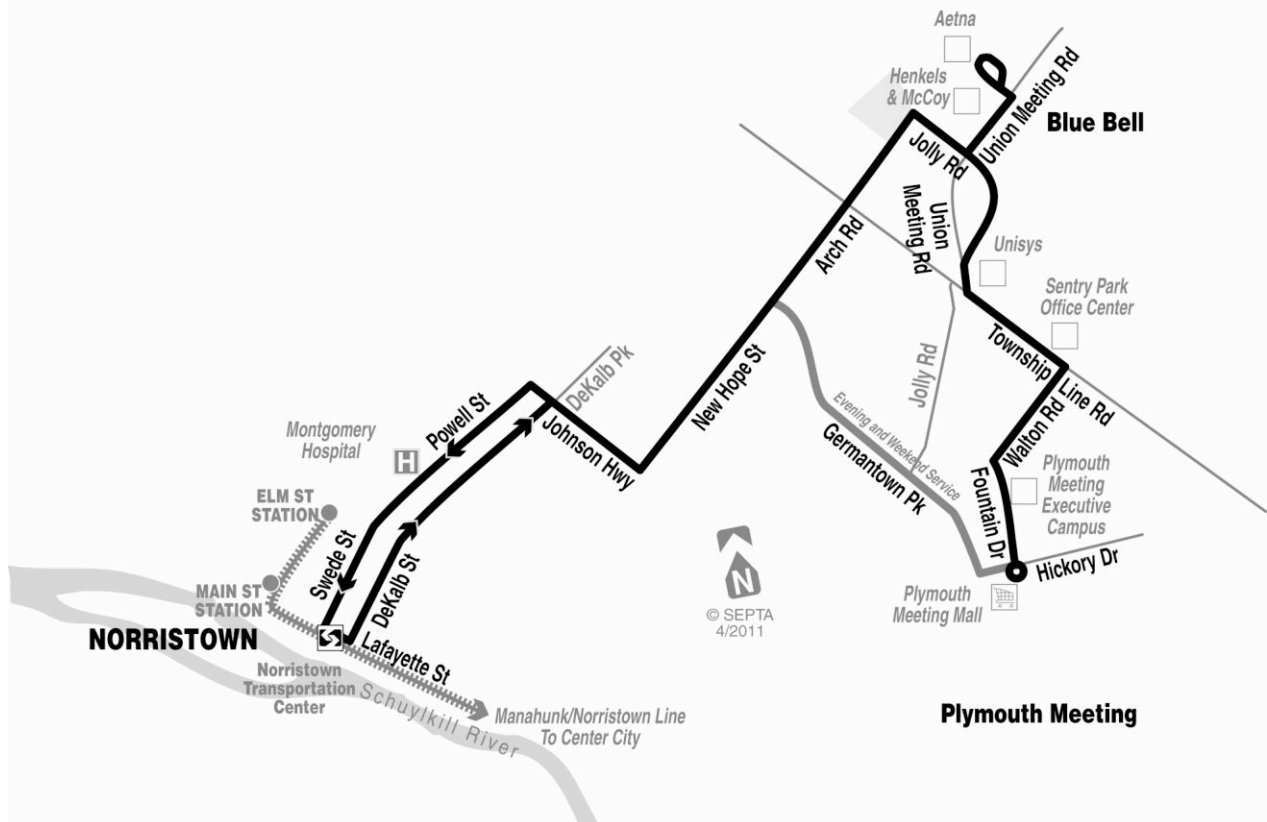 Aetna
Henkels
& McCoy
Union Meeting Rd
Blue Bell
Jolly Rd
Union
Meeting Rd
Arch Rd
Unisys
Sentry Park
Office Center
Township
Line Rd
Jolly Rd
New Hope St
DeKalb Pk
Walton Rd
Powell St
Johnson Hwy
Evening and Weekend Service
Germantown Pk
Montgomery
Hospital
H
Plymouth
Meeting
Executive
Campus
Fountain Dr
ELM ST
STATION
Swede St
DeKalb St
N
© SEPTA
4/2011
Hickory Dr
Plymouth
Meeting Mall
MAIN ST
STATION
NORRISTOWN
Lafayette St
Norristown
Transportation
Center
Schuylkill River
Manahunk/Norristown Line
To Center City
Plymouth Meeting